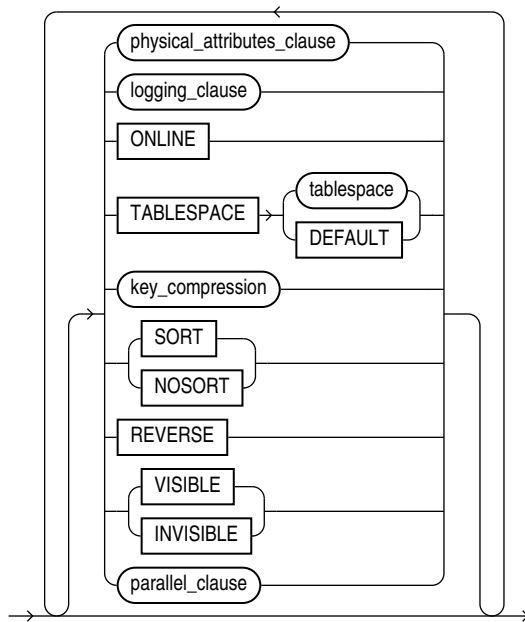 physical_attributes_clause
logging_clause
ONLINE
TABLESPACE
tablespace
DEFAULT
key_compression
SORT
NOSORT
REVERSE
VISIBLE
INVISIBLE
parallel_clause